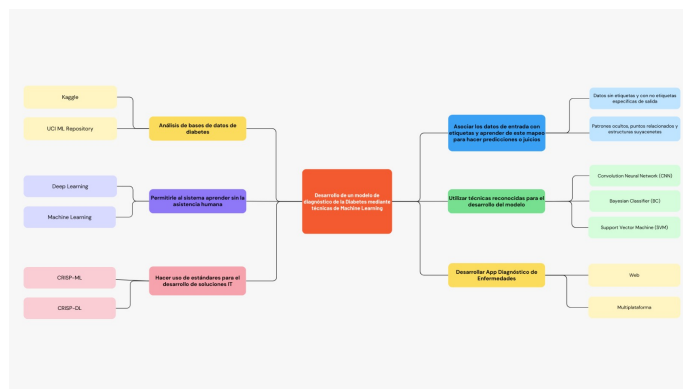 Kaggle
UCI ML Repository
Análisis de bases de datos de
diabetes
Deep Learning
Machine Learning
Permitirle al sistema aprender sin la
asistencia humana
CRISP-ML
CRISP-DL
Hacer uso de estándares para el
desarrollo de soluciones IT
Desarrollo de un modelo de
diagnóstico de la Diabetes mediante
técnicas de Machine Learning
Asociar los datos de entrada con
etiquetas y aprender de este mapeo
para hacer predicciones o juicios
Datos sin etiquetas y con no etiquetas
específicas de salida
Patrones ocultos, puntos relacionados y
estructuras suyaconetes
Utilizar técnicas reconocidas para el
desarrollo del modelo
Convolution Neural Network (CNN)
Bayesian Classifier (BC)
Support Vector Machine (SVM)
Desarrollar App Diagnóstico de
Enfermedades
Web
Multiplataforma